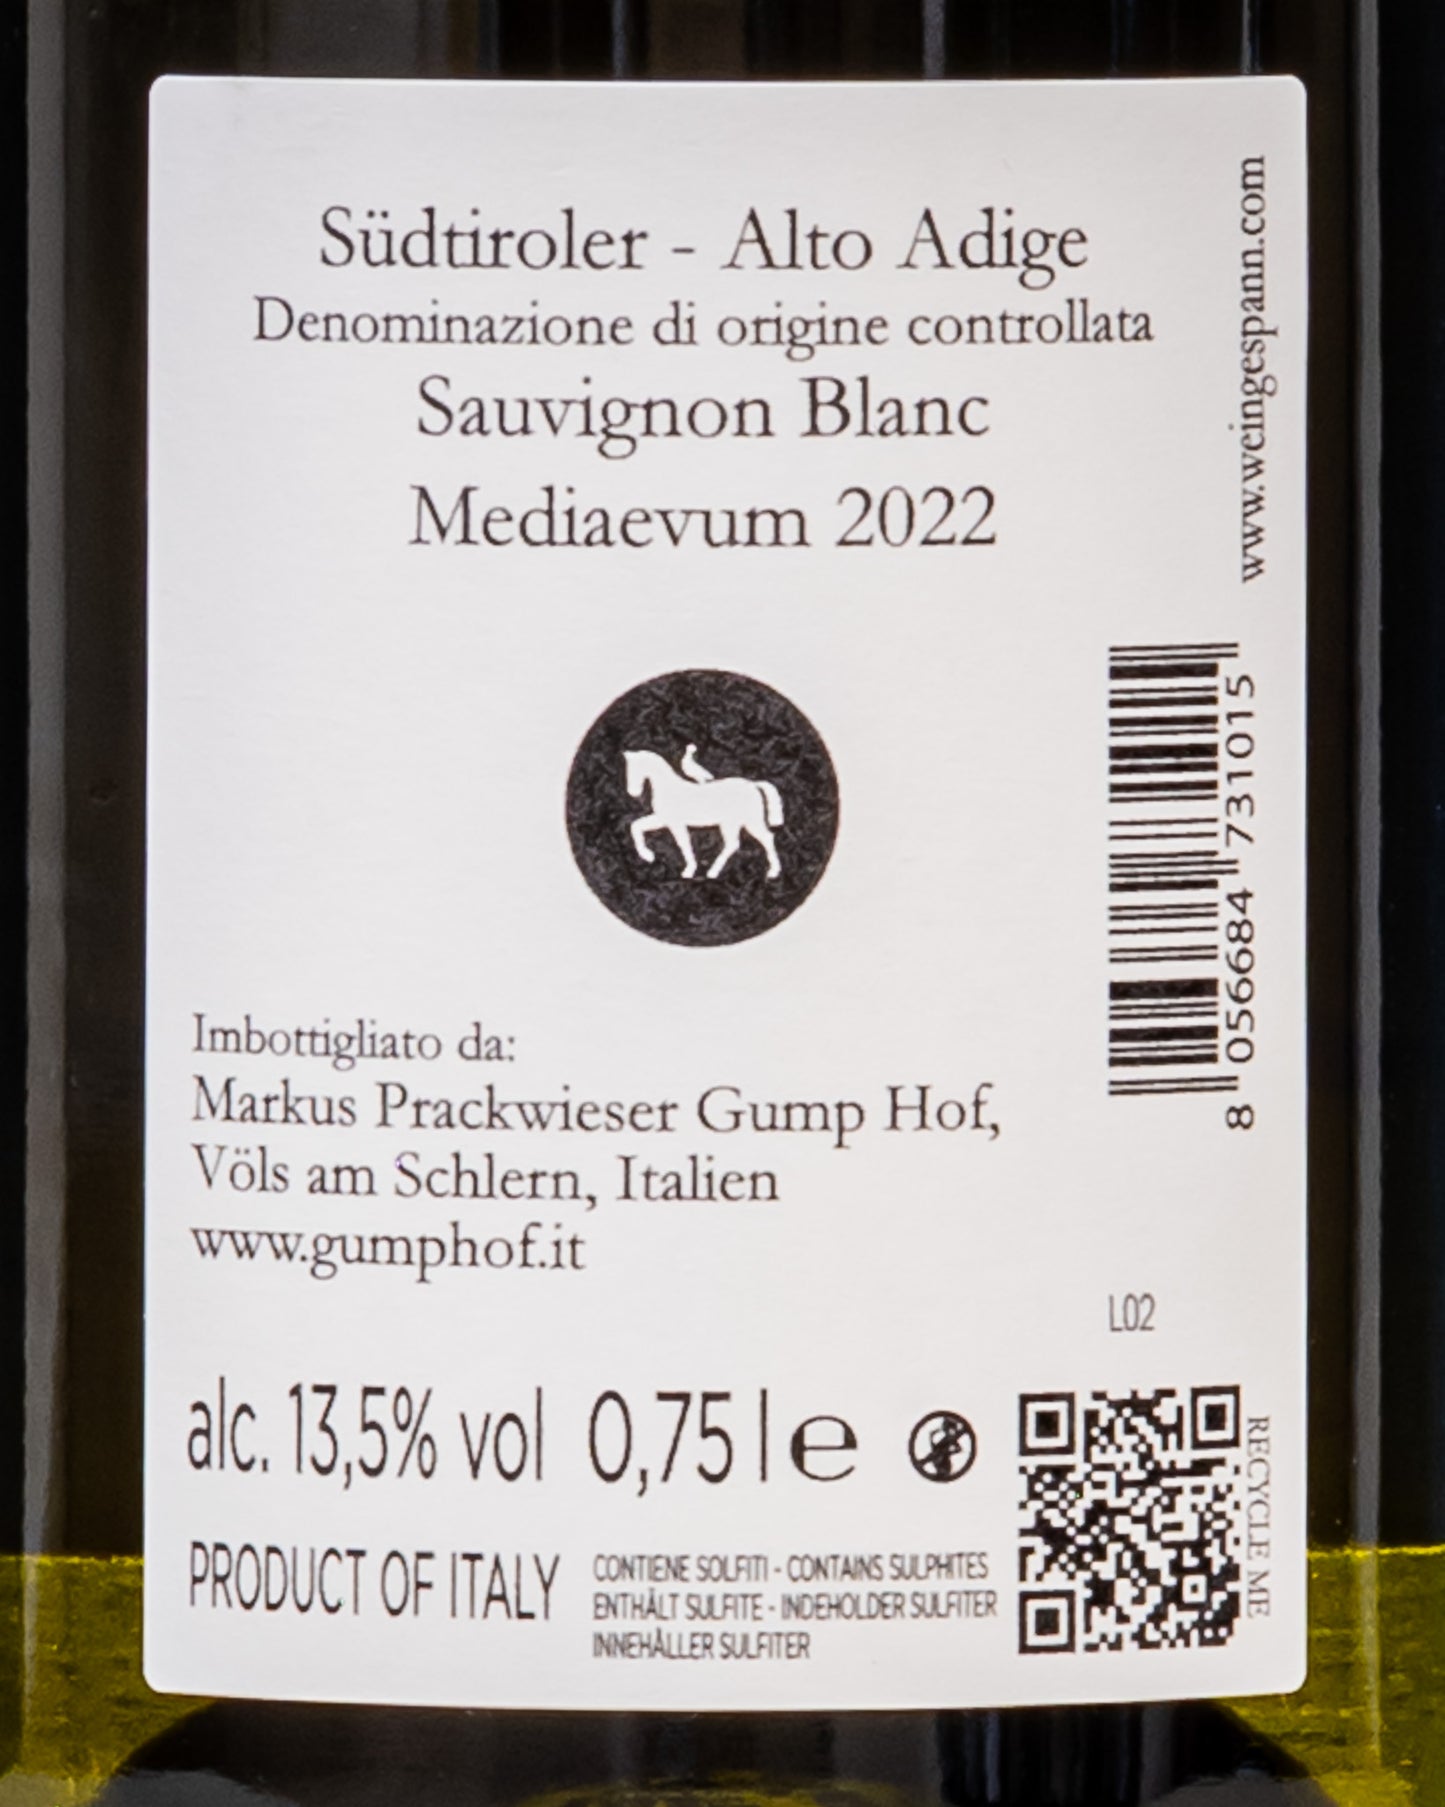 Südtiroler - Alto Adige
Denominazione di origine controllata
Sauvignon Blanc
Mediaevum 2022
www.weingespann.com
8 056684 731015
Imbottigliato da:
Markus Prackwieser Gump Hof,
Völs am Schlern, Italien
www.gumphof.it
L02
alc. 13,5% vol 0,75 l e
RECYCLE ME
PRODUCT OF ITALY
CONTIENE SOLFITI - CONTAINS SULPHITES
ENTHÄLT SULFITE - INDEHOLDER SULFITER
INNEHÅLLER SULFITER